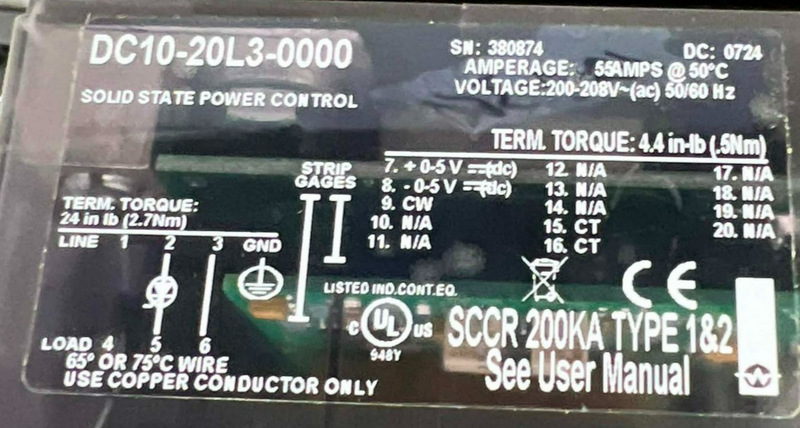 DC10-20L3-0000
SN: 380874 DC: 0724
AMPERAGE: 55AMPS @ 50°C
VOLTAGE:200-208V~(ac) 50/60 Hz
SOLID STATE POWER CONTROL
TERM. TORQUE: 4.4 in-lb (.5Nm)
STRIP
GAGES
7. + 0-5 V ⎓(dc) 12. N/A 17. N/A
8. - 0-5 V ⎓(dc) 13. N/A 18. N/A
9. CW 14. N/A 19. N/A
10. N/A 15. CT 20. N/A
11. N/A 16. CT
TERM. TORQUE:
24 in lb (2.7Nm)
LINE 1 2 3 GND
LOAD 4 5 6
65° OR 75°C WIRE
USE COPPER CONDUCTOR ONLY
LISTED IND.CONT.EQ.
C UL US
948Y
CE
SCCR 200KA TYPE 1&2
See User Manual
W